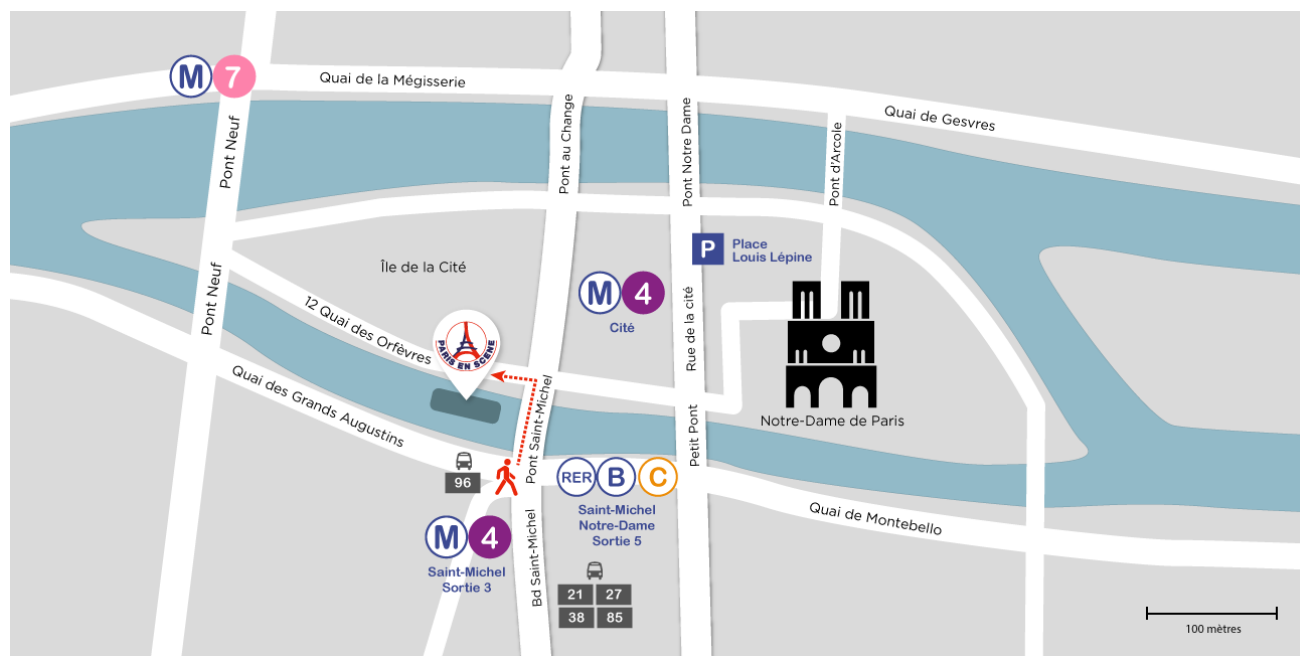 M 7
Quai de la Mégisserie
Quai de Gesvres
Pont Neuf
Pont au Change
Pont Notre Dame
Pont d'Arcole
Pont Neuf
Île de la Cité
P
Place
Louis Lépine
M 4
Cité
Rue de la cité
12 Quai des Orfèvres
PARIS EN SCENE
Quai des Grands Augustins
Pont Saint-Michel
Petit Pont
Notre-Dame de Paris
96
RER B C
Saint-Michel
Notre-Dame
Sortie 5
Quai de Montebello
M 4
Saint-Michel
Sortie 3
Bd Saint-Michel
21 27
38 85
100 mètres